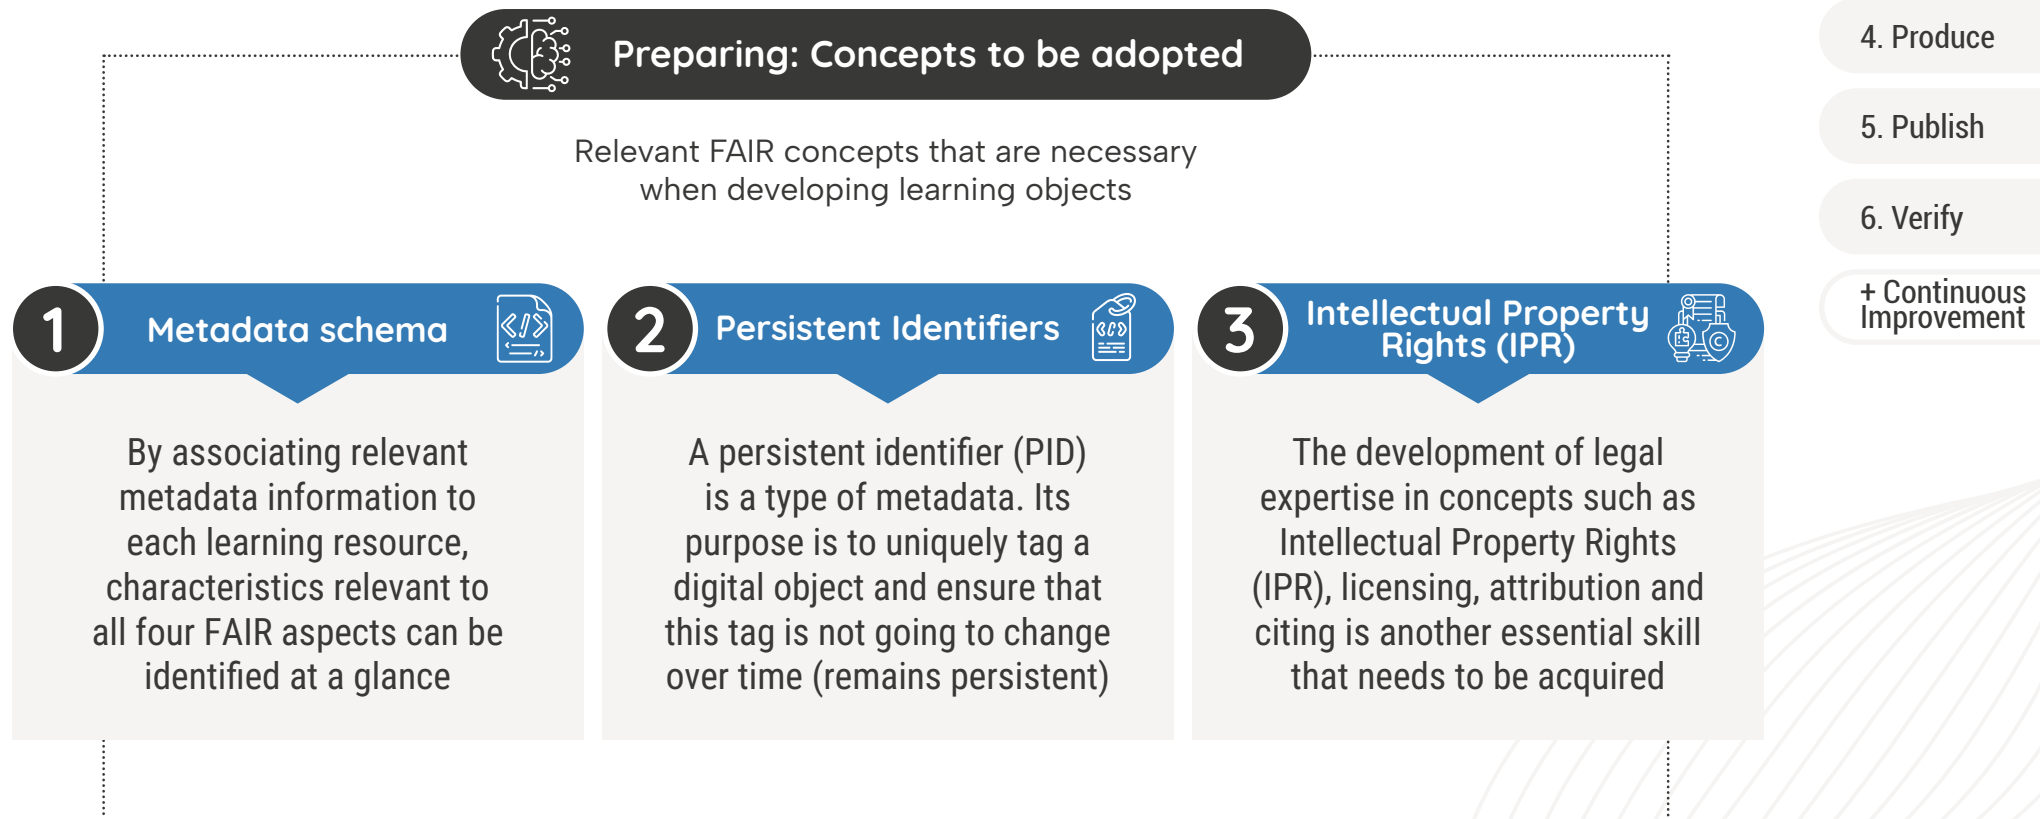 Preparing: Concepts to be adopted
Relevant FAIR concepts that are necessary
when developing learning objects
1
Metadata schema
</>
By associating relevant
metadata information to
each learning resource,
characteristics relevant to
all four FAIR aspects can be
identified at a glance
2
Persistent Identifiers
A persistent identifier (PID)
is a type of metadata. Its
purpose is to uniquely tag a
digital object and ensure that
this tag is not going to change
over time (remains persistent)
3
Intellectual Property
Rights (IPR)
The development of legal
expertise in concepts such as
Intellectual Property Rights
(IPR), licensing, attribution and
citing is another essential skill
that needs to be acquired
4. Produce
5. Publish
6. Verify
+ Continuous
Improvement